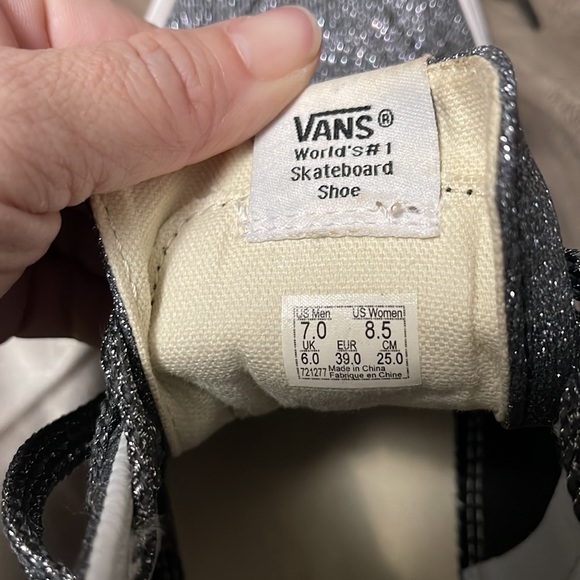 VANS®
World's#1
Skateboard
Shoe
US Men US Women
7.0 8.5
UK EUR CM
6.0 39.0 25.0
721277 Made in China
Fabriqué en Chine